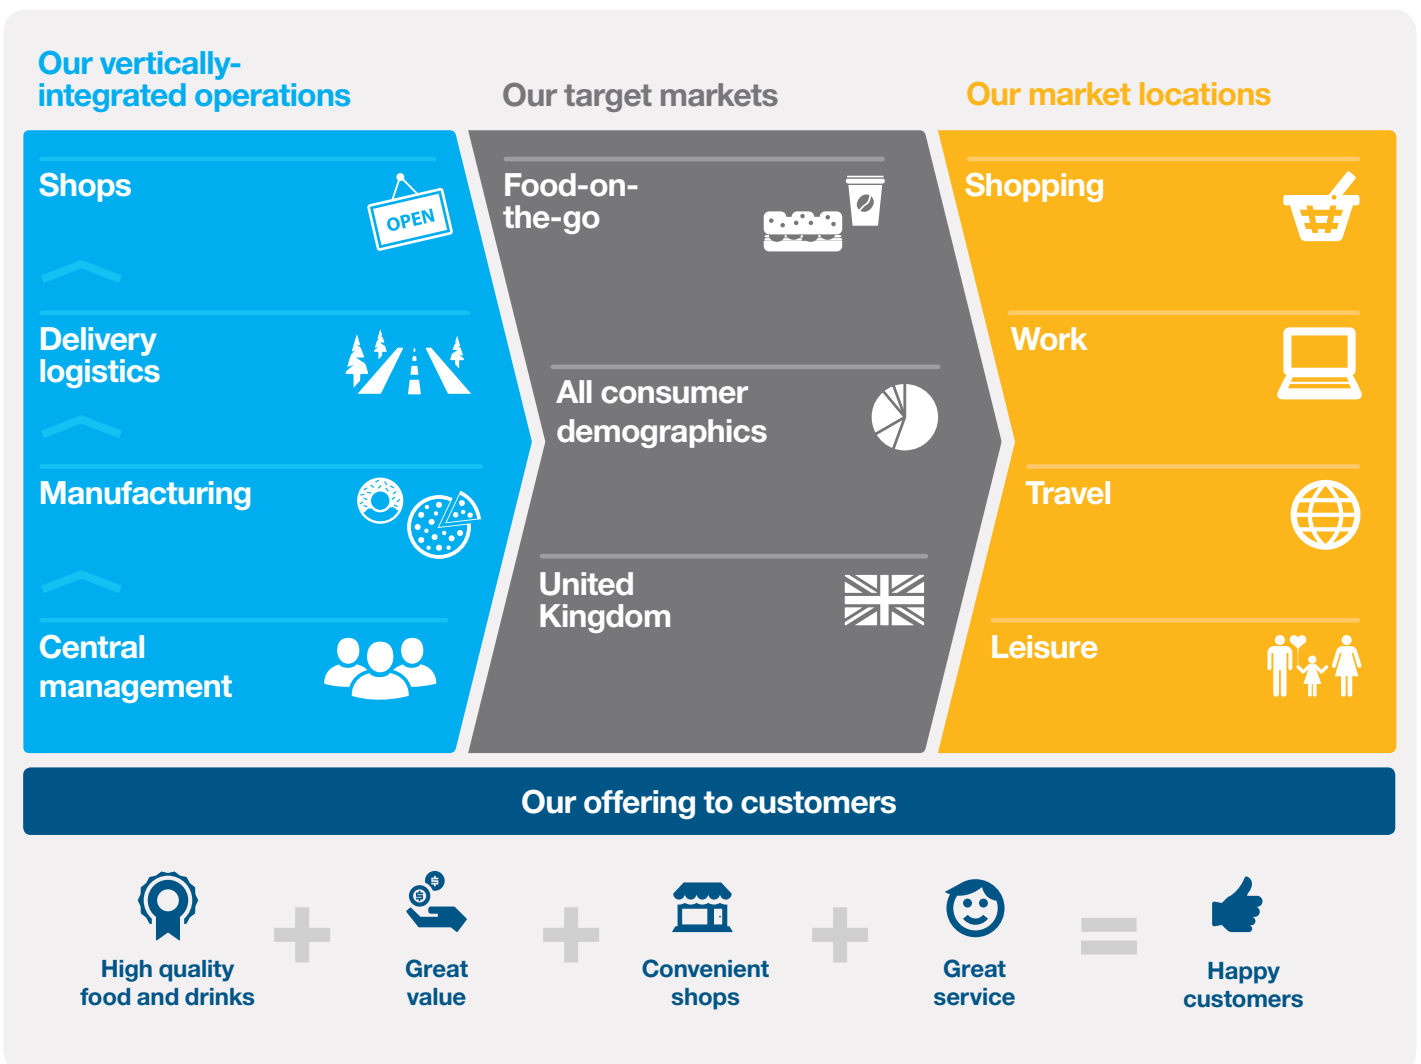 Our vertically-
integrated operations
Shops
OPEN
Delivery
logistics
Manufacturing
Central
management
Our target markets
Food-on-
the-go
All consumer
demographics
United
Kingdom
Our market locations
Shopping
Work
Travel
Leisure
Our offering to customers
High quality
food and drinks
+
Great
value
+
Convenient
shops
+
Great
service
=
Happy
customers